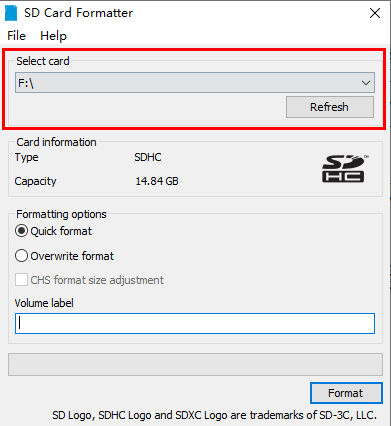 SD Card Formatter
File Help
Select card
F:\
Refresh
Card information
Type SDHC
Capacity 14.84 GB
SD
HC
Formatting options
Quick format
Overwrite format
CHS format size adjustment
Volume label
Format
SD Logo, SDHC Logo and SDXC Logo are trademarks of SD-3C, LLC.